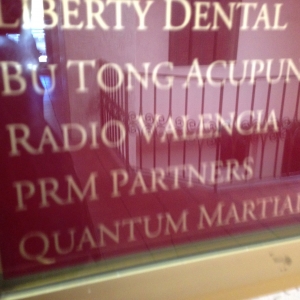 LIBERTY DENTAL
BU TONG ACUPUN
RADIO VALENCIA
PRM PARTNERS
QUANTUM MARTIA